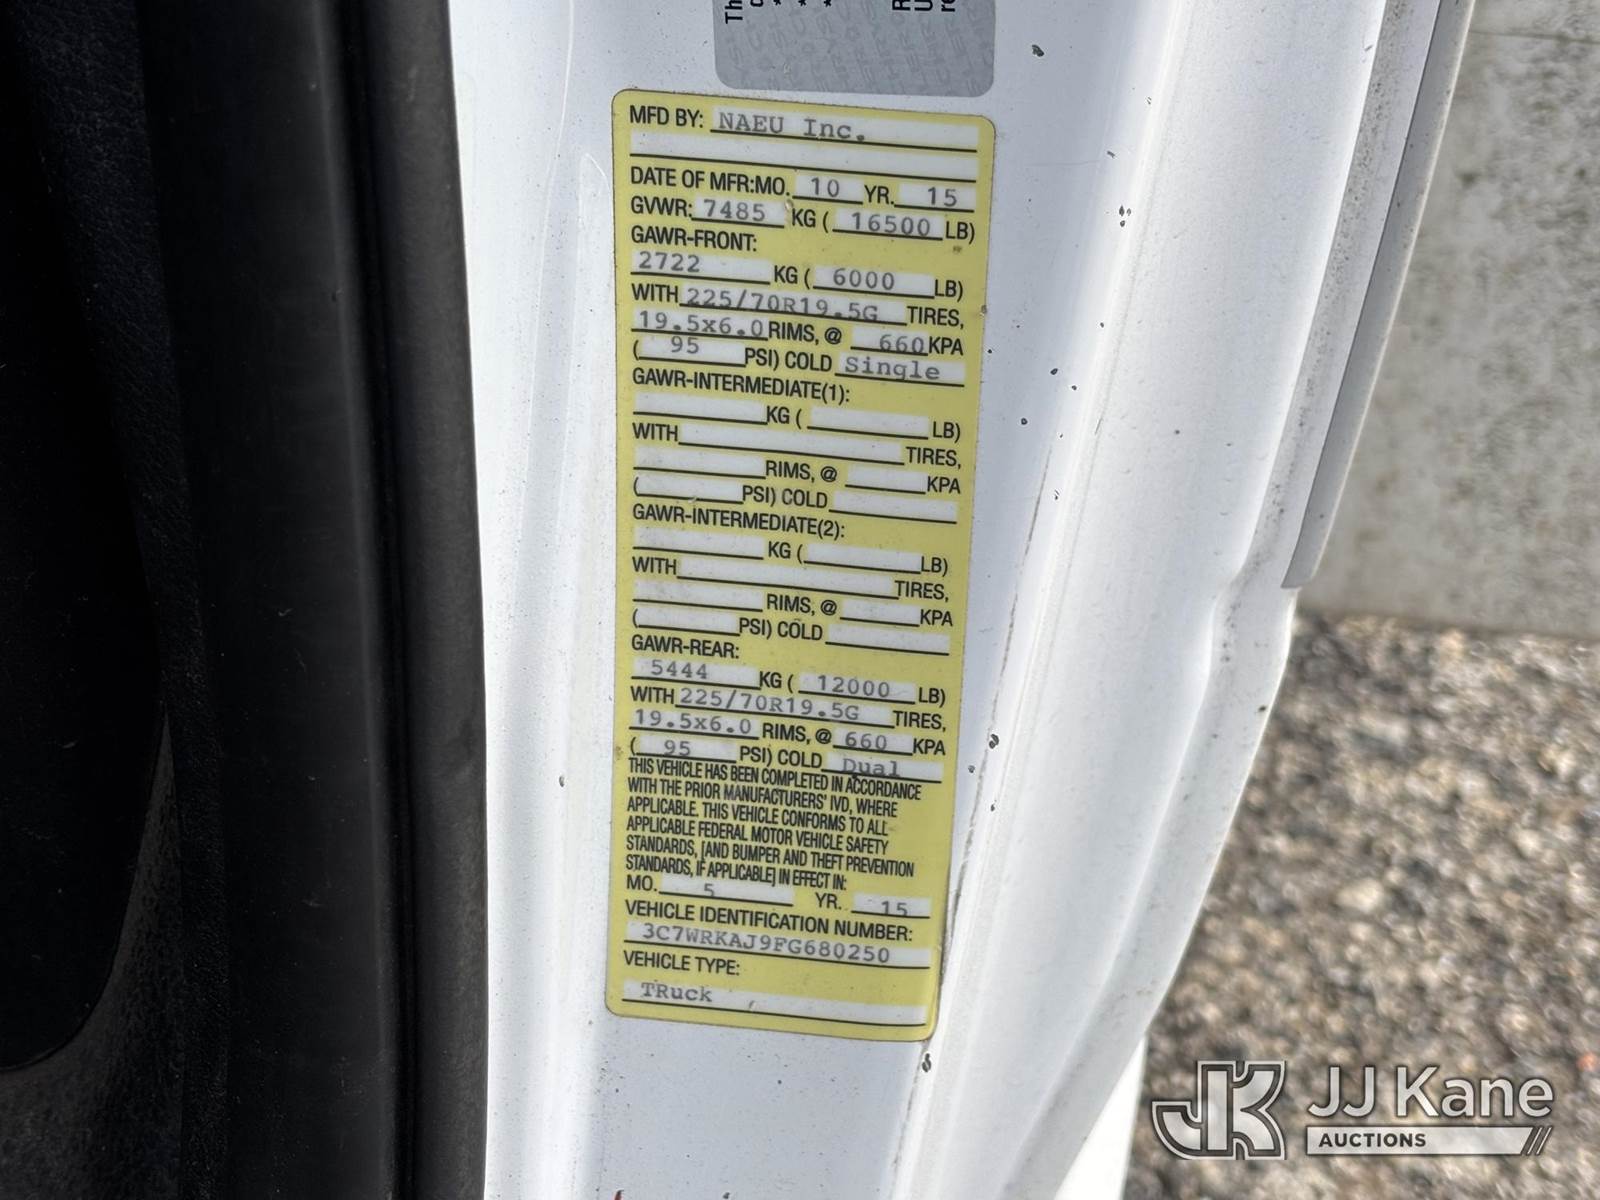 Th
MFD BY: NAEU Inc.
DATE OF MFR:MO. 10 YR. 15
GVWR: 7485 KG ( 16500 LB)
GAWR-FRONT:
2722 KG ( 6000 LB)
WITH 225/70R19.5G TIRES,
19.5x6.0 RIMS, @ 660 KPA
( 95 PSI) COLD Single
GAWR-INTERMEDIATE(1):
KG ( LB)
WITH TIRES,
RIMS, @ KPA
( PSI) COLD
GAWR-INTERMEDIATE(2):
KG ( LB)
WITH TIRES,
RIMS, @ KPA
( PSI) COLD
GAWR-REAR:
5444 KG ( 12000 LB)
WITH 225/70R19.5G TIRES,
19.5x6.0 RIMS, @ 660 KPA
( 95 PSI) COLD Dual
THIS VEHICLE HAS BEEN COMPLETED IN ACCORDANCE
WITH THE PRIOR MANUFACTURERS' IVD, WHERE
APPLICABLE. THIS VEHICLE CONFORMS TO ALL
APPLICABLE FEDERAL MOTOR VEHICLE SAFETY
STANDARDS, [AND BUMPER AND THEFT PREVENTION
STANDARDS, IF APPLICABLE] IN EFFECT IN:
MO. 5 YR. 15
VEHICLE IDENTIFICATION NUMBER:
3C7WRKAJ9FG680250
VEHICLE TYPE:
TRuck
JK JJ Kane
AUCTIONS